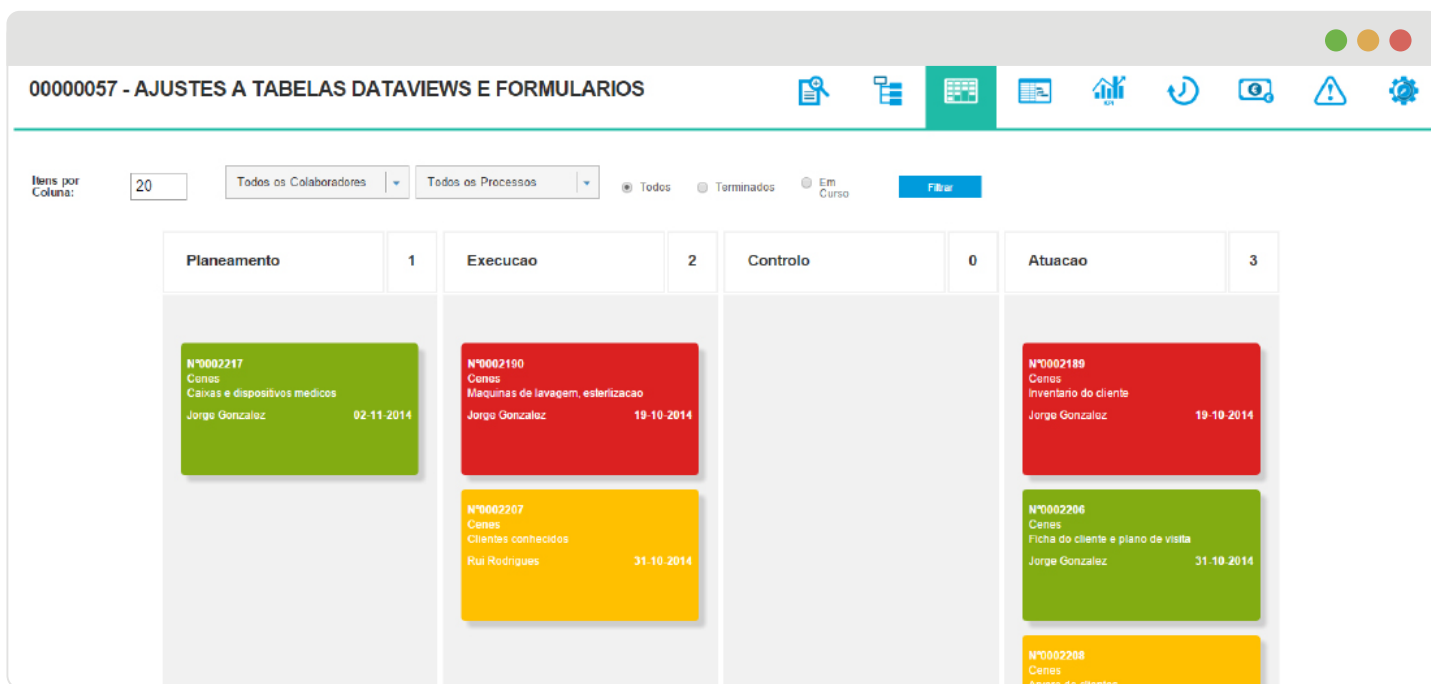 00000057 - AJUSTES A TABELAS DATAVIEWS E FORMULARIOS
KPI
Itens por
Coluna:
20
Todos os Colaboradores
Todos os Processos
Todos
Terminados
Em
Curso
Filtrar
Planeamento 1
Execucao 2
Controlo 0
Atuacao 3
Nº0002217
Cenes
Caixas e dispositivos medicos
Jorge Gonzalez 02-11-2014
Nº0002190
Cenes
Maquinas de lavagem, esterlizacao
Jorge Gonzalez 19-10-2014
Nº0002207
Cenes
Clientes conhecidos
Rui Rodrigues 31-10-2014
Nº0002189
Cenes
Inventario do cliente
Jorge Gonzalez 19-10-2014
Nº0002206
Cenes
Ficha do cliente e plano de visita
Jorge Gonzalez 31-10-2014
Nº0002208
Cenes